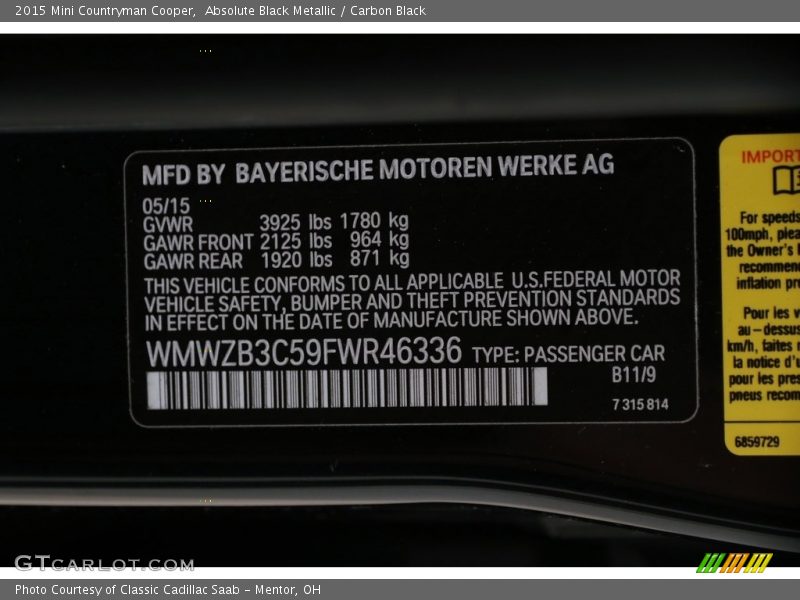 2015 Mini Countryman Cooper,  Absolute Black Metallic / Carbon Black
MFD BY BAYERISCHE MOTOREN WERKE AG
05/15
GVWR 3925 lbs 1780 kg
GAWR FRONT 2125 lbs 964 kg
GAWR REAR 1920 lbs 871 kg
THIS VEHICLE CONFORMS TO ALL APPLICABLE U.S.FEDERAL MOTOR
VEHICLE SAFETY, BUMPER AND THEFT PREVENTION STANDARDS
IN EFFECT ON THE DATE OF MANUFACTURE SHOWN ABOVE.
WMWZB3C59FWR46336 TYPE: PASSENGER CAR
B11/9
7 315 814
IMPORT
For speeds
100mph, plea
the Owner's
recommen
inflation pr
Pour les v
au-dessus
km/h, faites
la notice d'u
pour les pres
pneus recom
6859729
GTCARLOT.COM
Photo Courtesy of Classic Cadillac Saab - Mentor, OH